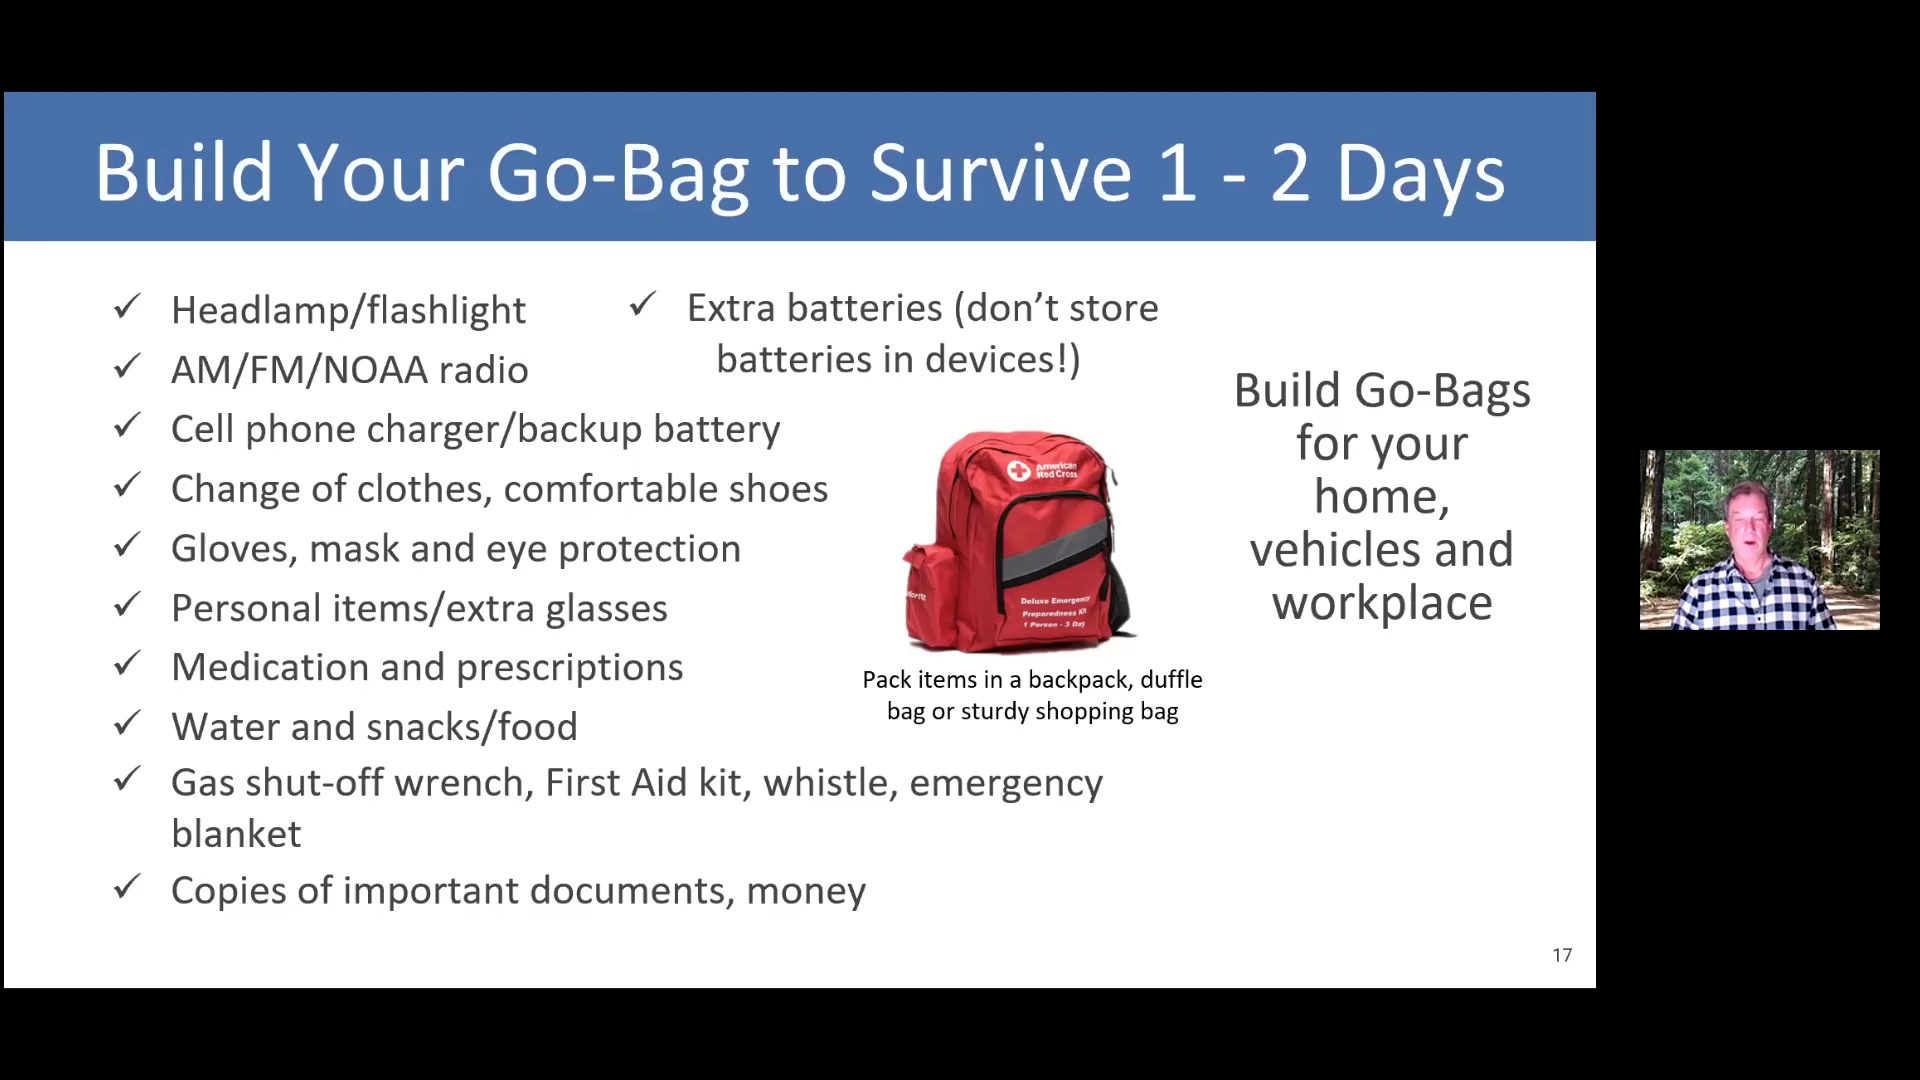 Build Your Go-Bag to Survive 1 - 2 Days
✓ Headlamp/flashlight
✓ AM/FM/NOAA radio
✓ Cell phone charger/backup battery
✓ Change of clothes, comfortable shoes
✓ Gloves, mask and eye protection
✓ Personal items/extra glasses
✓ Medication and prescriptions
✓ Water and snacks/food
✓ Gas shut-off wrench, First Aid kit, whistle, emergency
blanket
✓ Copies of important documents, money
✓ Extra batteries (don’t store
batteries in devices!)
American
Red Cross
Deluxe Emergency
Preparedness Kit
1 Person - 3 Day
Pack items in a backpack, duffle
bag or sturdy shopping bag
Build Go-Bags
for your
home,
vehicles and
workplace
17